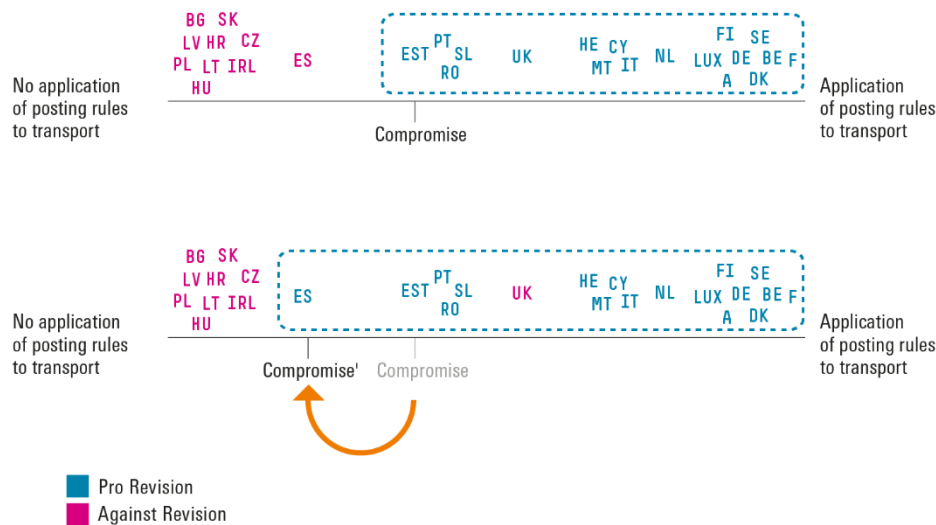 BG SK
LV HR CZ
PL LT IRL
HU
ES
EST PT SL
RO
UK
HE CY
MT IT
NL
FI SE
LUX DE BE F
A DK
No application
of posting rules
to transport
Application
of posting rules
to transport
Compromise
BG SK
LV HR CZ
PL LT IRL
HU
ES
EST PT SL
RO
UK
HE CY
MT IT
NL
FI SE
LUX DE BE F
A DK
No application
of posting rules
to transport
Application
of posting rules
to transport
Compromise' Compromise
Pro Revision
Against Revision